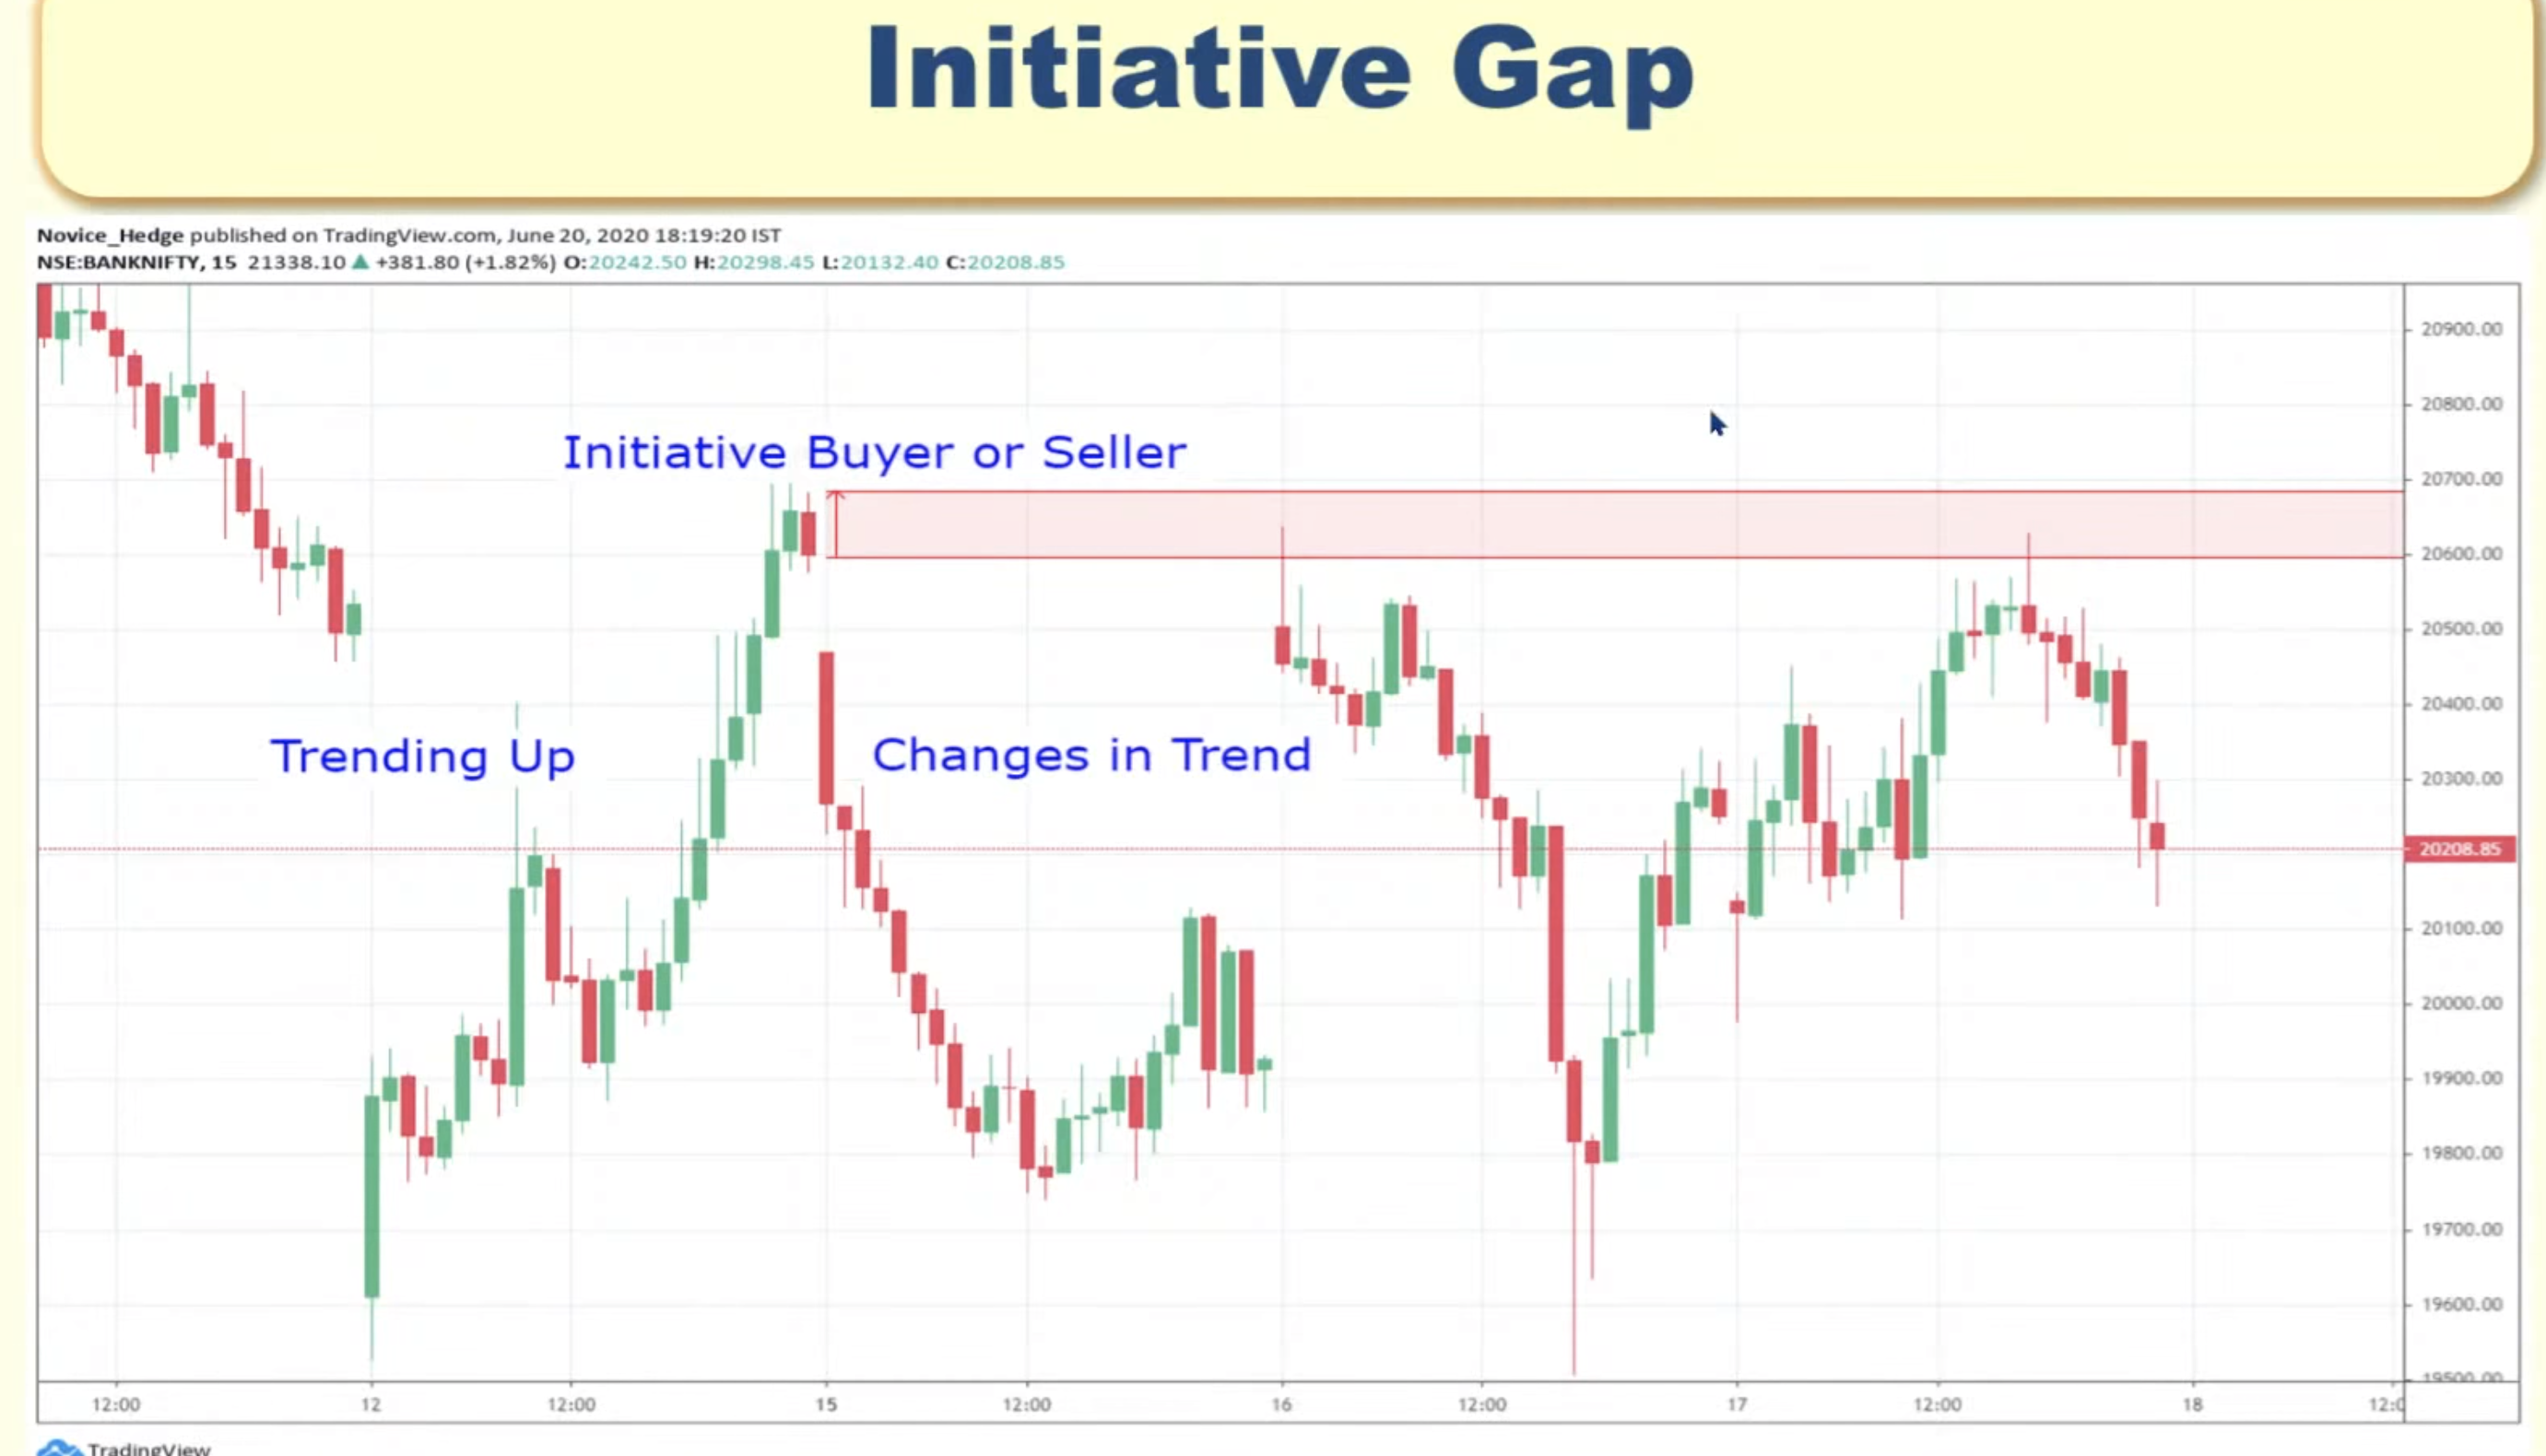 Initiative Gap
Novice_Hedge published on TradingView.com, June 20, 2020 18:19:20 IST
NSE:BANKNIFTY, 15 21338.10 ▲ +381.80 (+1.82%) O:20242.50 H:20298.45 L:20132.40 C:20208.85
20900.00
20800.00
Initiative Buyer or Seller
20700.00
20600.00
20500.00
20400.00
Trending Up
Changes in Trend
20300.00
20208.85
20100.00
20000.00
19900.00
19800.00
19700.00
19600.00
19500.00
12:00 12 12:00 15 12:00 16 12:00 17 12:00 18
TradingView